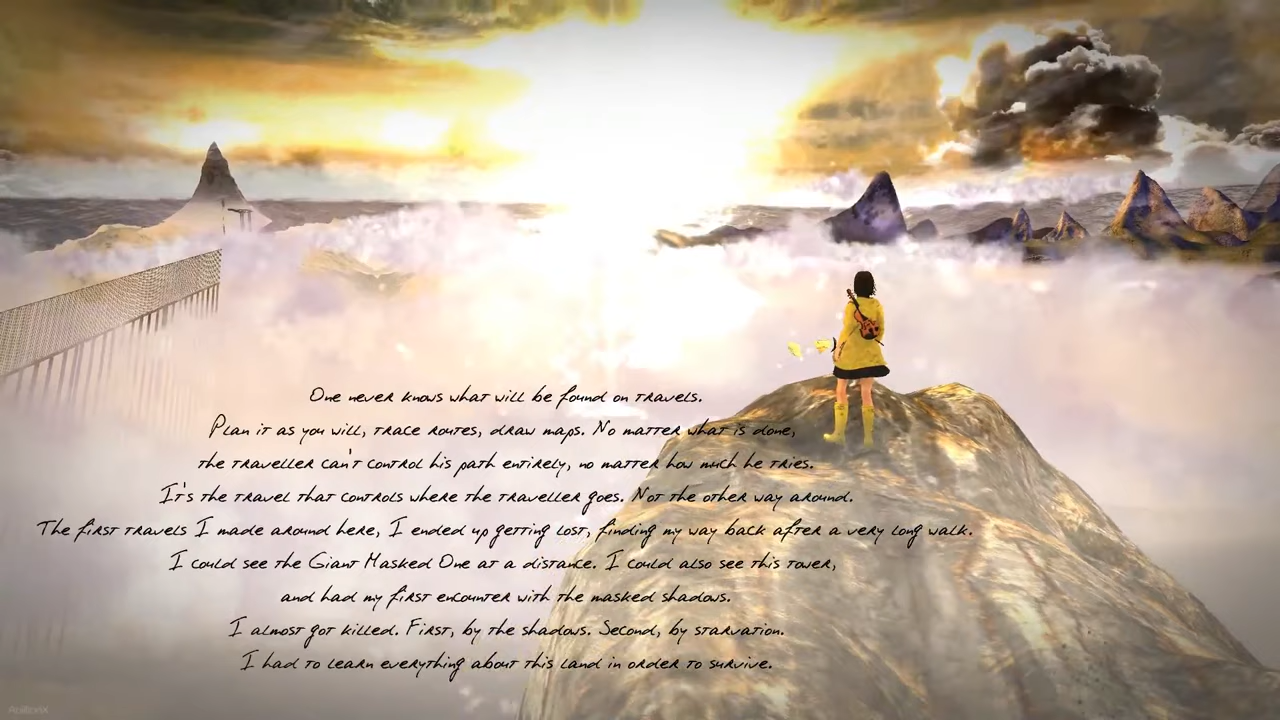 One never knows what will be found on travels.
Plan it as you will, trace routes, draw maps. No matter what is done,
the traveller can't control his path entirely, no matter how much he tries.
It's the travel that controls where the traveller goes. Not the other way around.
The first travels I made around here, I ended up getting lost, finding my way back after a very long walk.
I could see the Giant Masked One at a distance. I could also see this tower,
and had my first encounter with the masked shadows.
I almost got killed. First, by the shadows. Second, by starvation.
I had to learn everything about this land in order to survive.